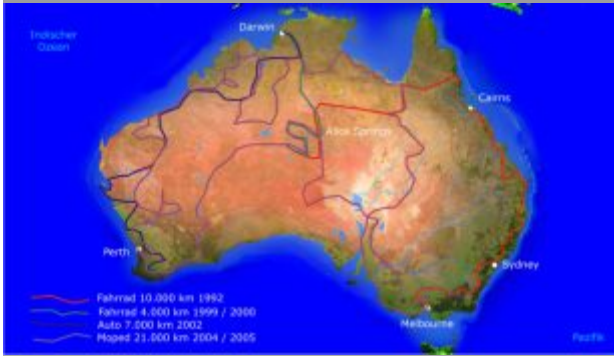 Darwin
Indischer
Ozean
Cairns
Alice Springs
Perth
Sydney
Fahrrad 10.000 km 1992
Fahrrad 4.000 km 1999 / 2000
Auto 7.000 km 2002
Moped 21.000 km 2004 / 2005
Melbourne
Pazifik